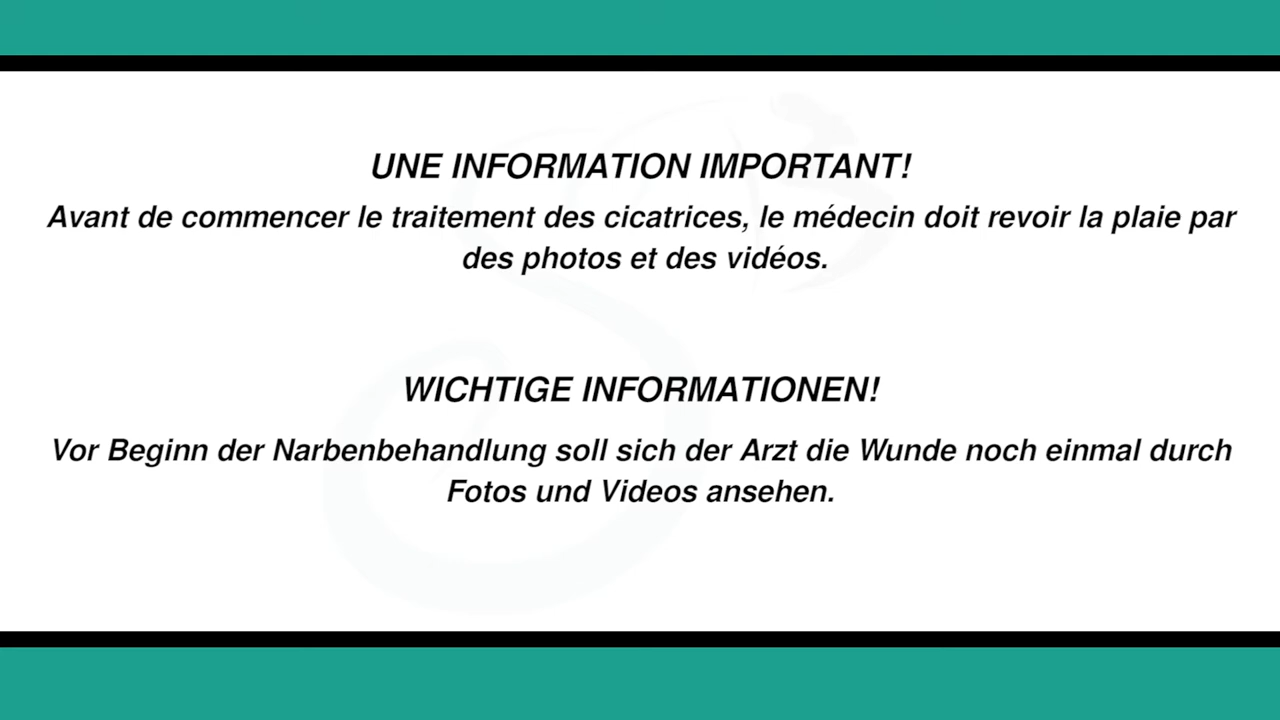 UNE INFORMATION IMPORTANT!
Avant de commencer le traitement des cicatrices, le médecin doit revoir la plaie par
des photos et des vidéos.
WICHTIGE INFORMATIONEN!
Vor Beginn der Narbenbehandlung soll sich der Arzt die Wunde noch einmal durch
Fotos und Videos ansehen.